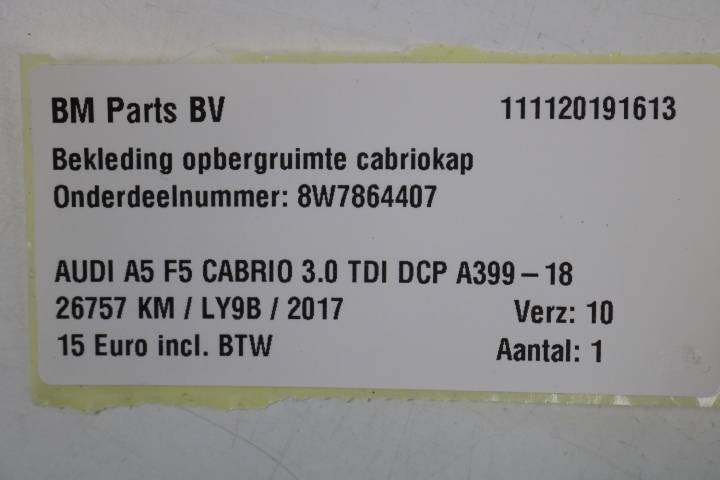 BM Parts BV 111120191613
Bekleding opbergruimte cabriokap
Onderdeelnummer: 8W7864407
AUDI A5 F5 CABRIO 3.0 TDI DCP A399 – 18
26757 KM / LY9B / 2017 Verz: 10
15 Euro incl. BTW Aantal: 1